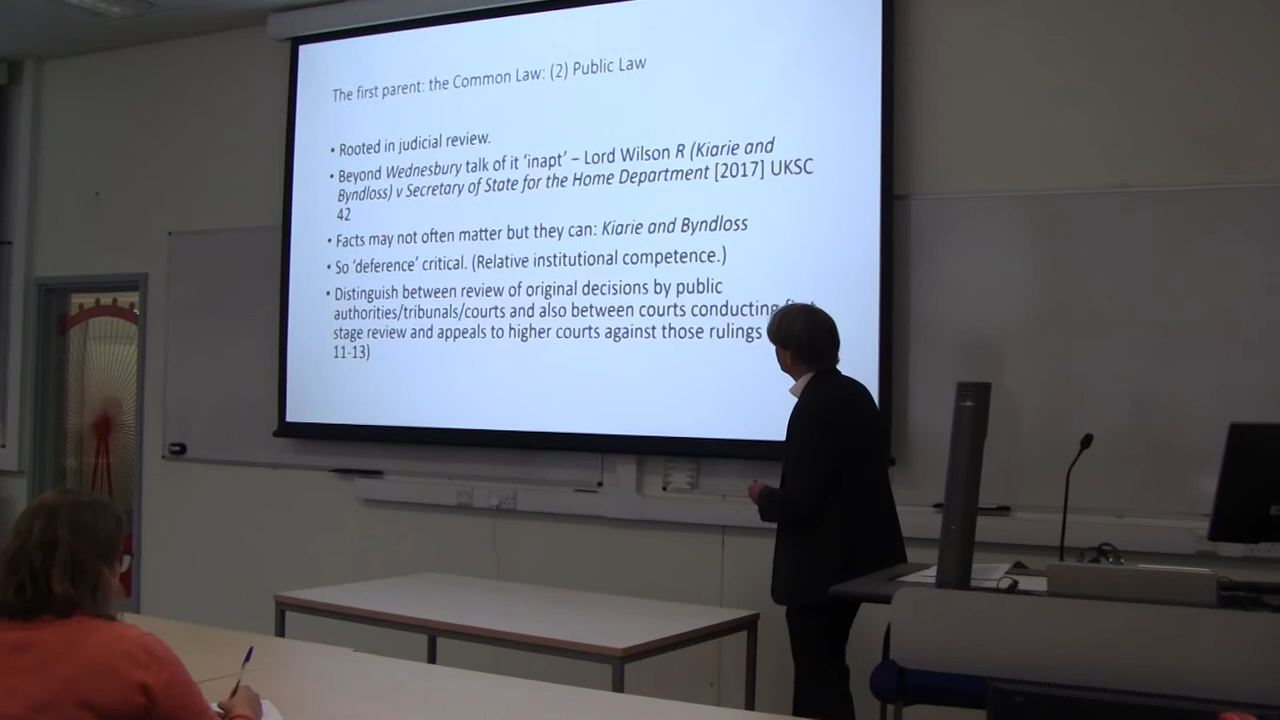 The first parent: the Common Law: (2) Public Law
• Rooted in judicial review.
• Beyond Wednesbury talk of it ‘inapt’ – Lord Wilson R (Kiarie and
Byndloss) v Secretary of State for the Home Department [2017] UKSC
42
• Facts may not often matter but they can: Kiarie and Byndloss
• So ‘deference’ critical. (Relative institutional competence.)
• Distinguish between review of original decisions by public
authorities/tribunals/courts and also between courts conducting
stage review and appeals to higher courts against those rulings
11-13)